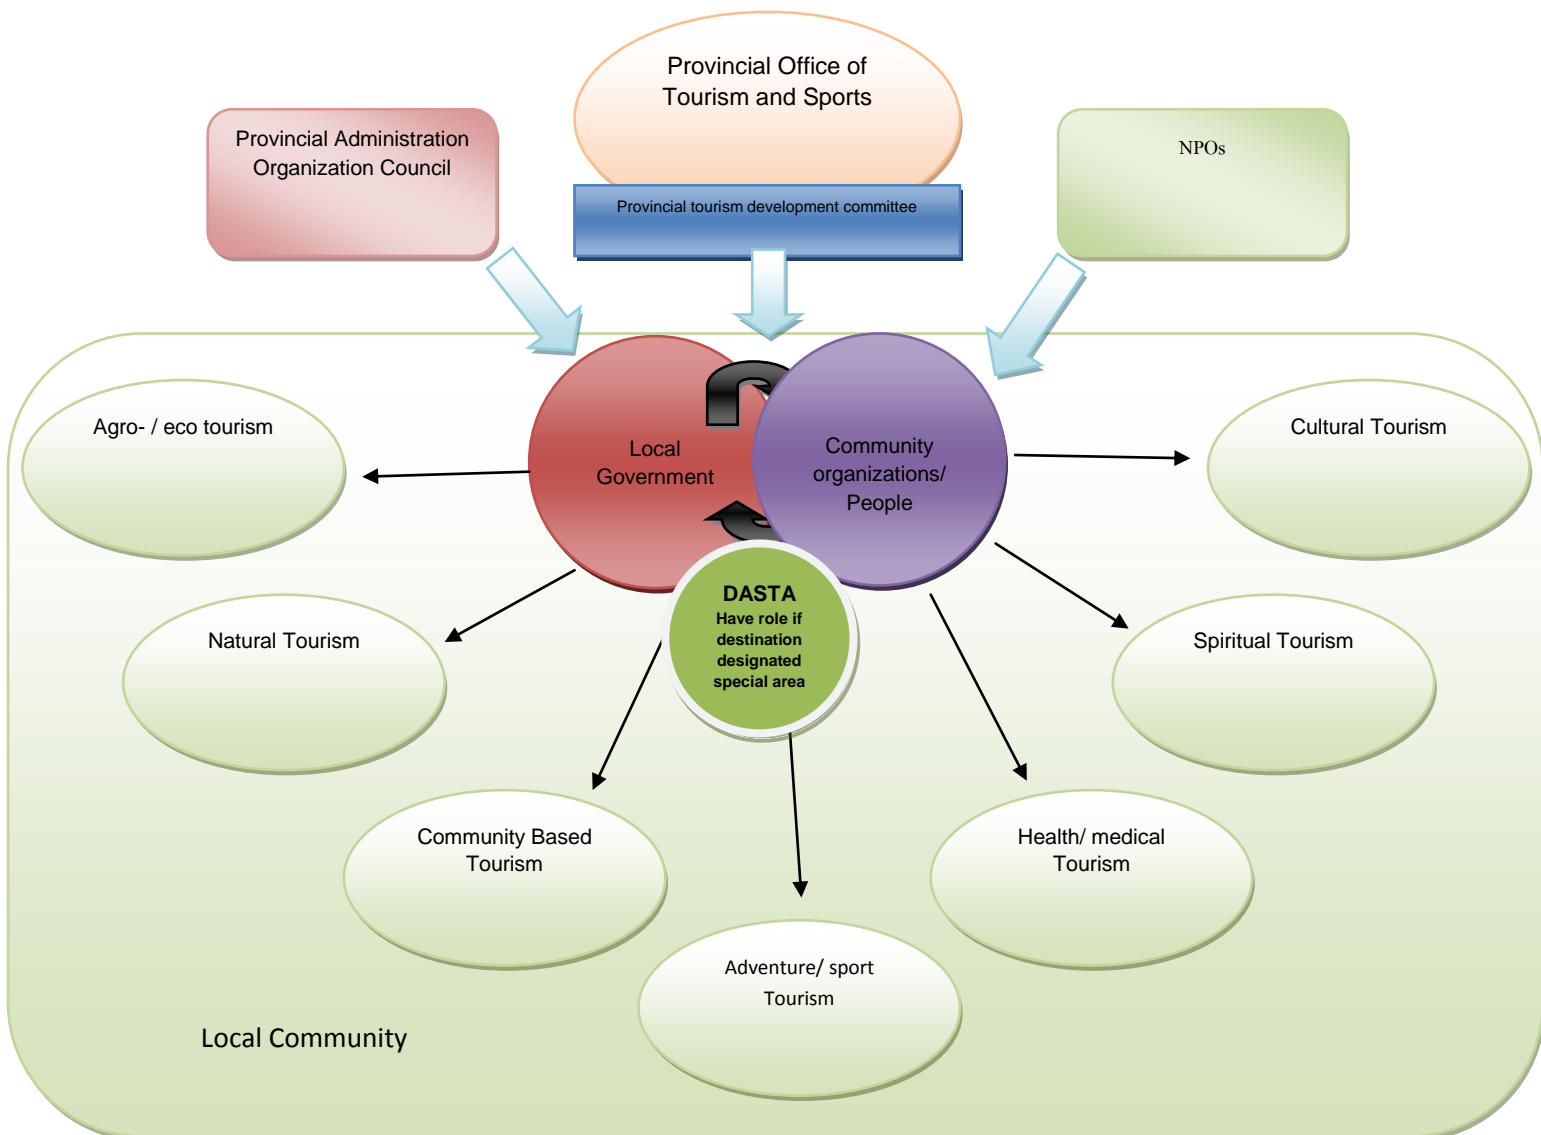 Provincial Office of
Tourism and Sports
Provincial Administration
Organization Council
NPOs
Provincial tourism development committee
Agro- / eco tourism
Local
Government
Community
organizations/
People
Cultural Tourism
DASTA
Have role if
destination
designated
special area
Natural Tourism
Spiritual Tourism
Community Based
Tourism
Health/ medical
Tourism
Adventure/ sport
Tourism
Local Community